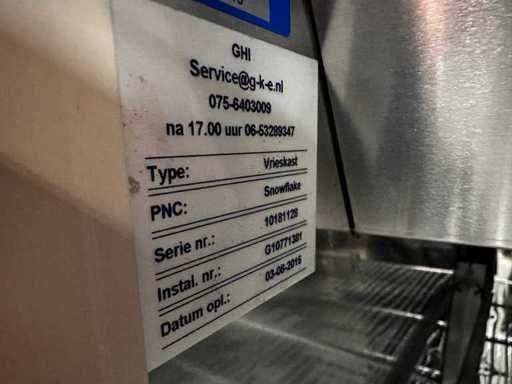 GHI
Service@g-k-e.nl
075-6403009
na 17.00 uur 06-53289347
Type: Vrieskast
PNC: Snowflake
Serie nr.: 10181128
Instal. nr.: G10771381
Datum opl.: 03-06-2015